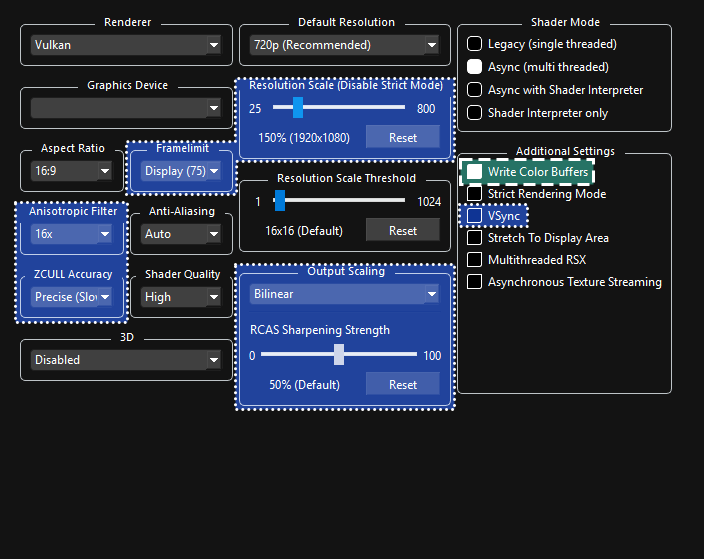 Renderer
Vulkan
Default Resolution
720p (Recommended)
Shader Mode
Legacy (single threaded)
Async (multi threaded)
Async with Shader Interpreter
Shader Interpreter only
Graphics Device
Resolution Scale (Disable Strict Mode)
25
800
150% (1920x1080)
Reset
Aspect Ratio
16:9
Framelimit
Display (75)
Additional Settings
Write Color Buffers
Strict Rendering Mode
VSync
Stretch To Display Area
Multithreaded RSX
Asynchronous Texture Streaming
Resolution Scale Threshold
1
1024
16x16 (Default)
Reset
Anisotropic Filter
16x
Anti-Aliasing
Auto
ZCULL Accuracy
Precise (Slo
Shader Quality
High
Output Scaling
Bilinear
RCAS Sharpening Strength
0
100
50% (Default)
Reset
3D
Disabled